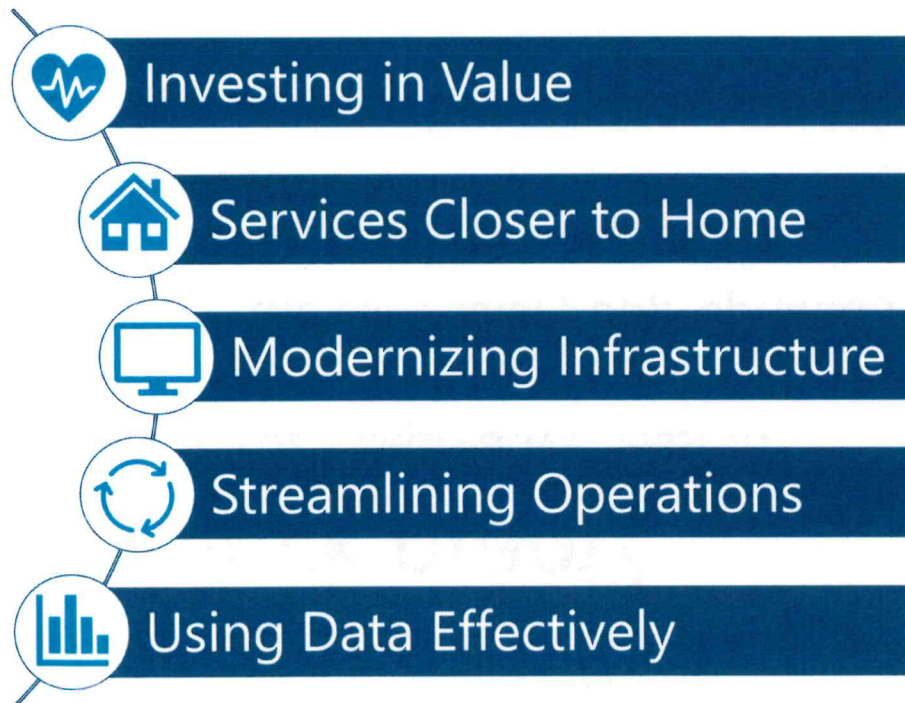 Investing in Value
Services Closer to Home
Modernizing Infrastructure
Streamlining Operations
Using Data Effectively